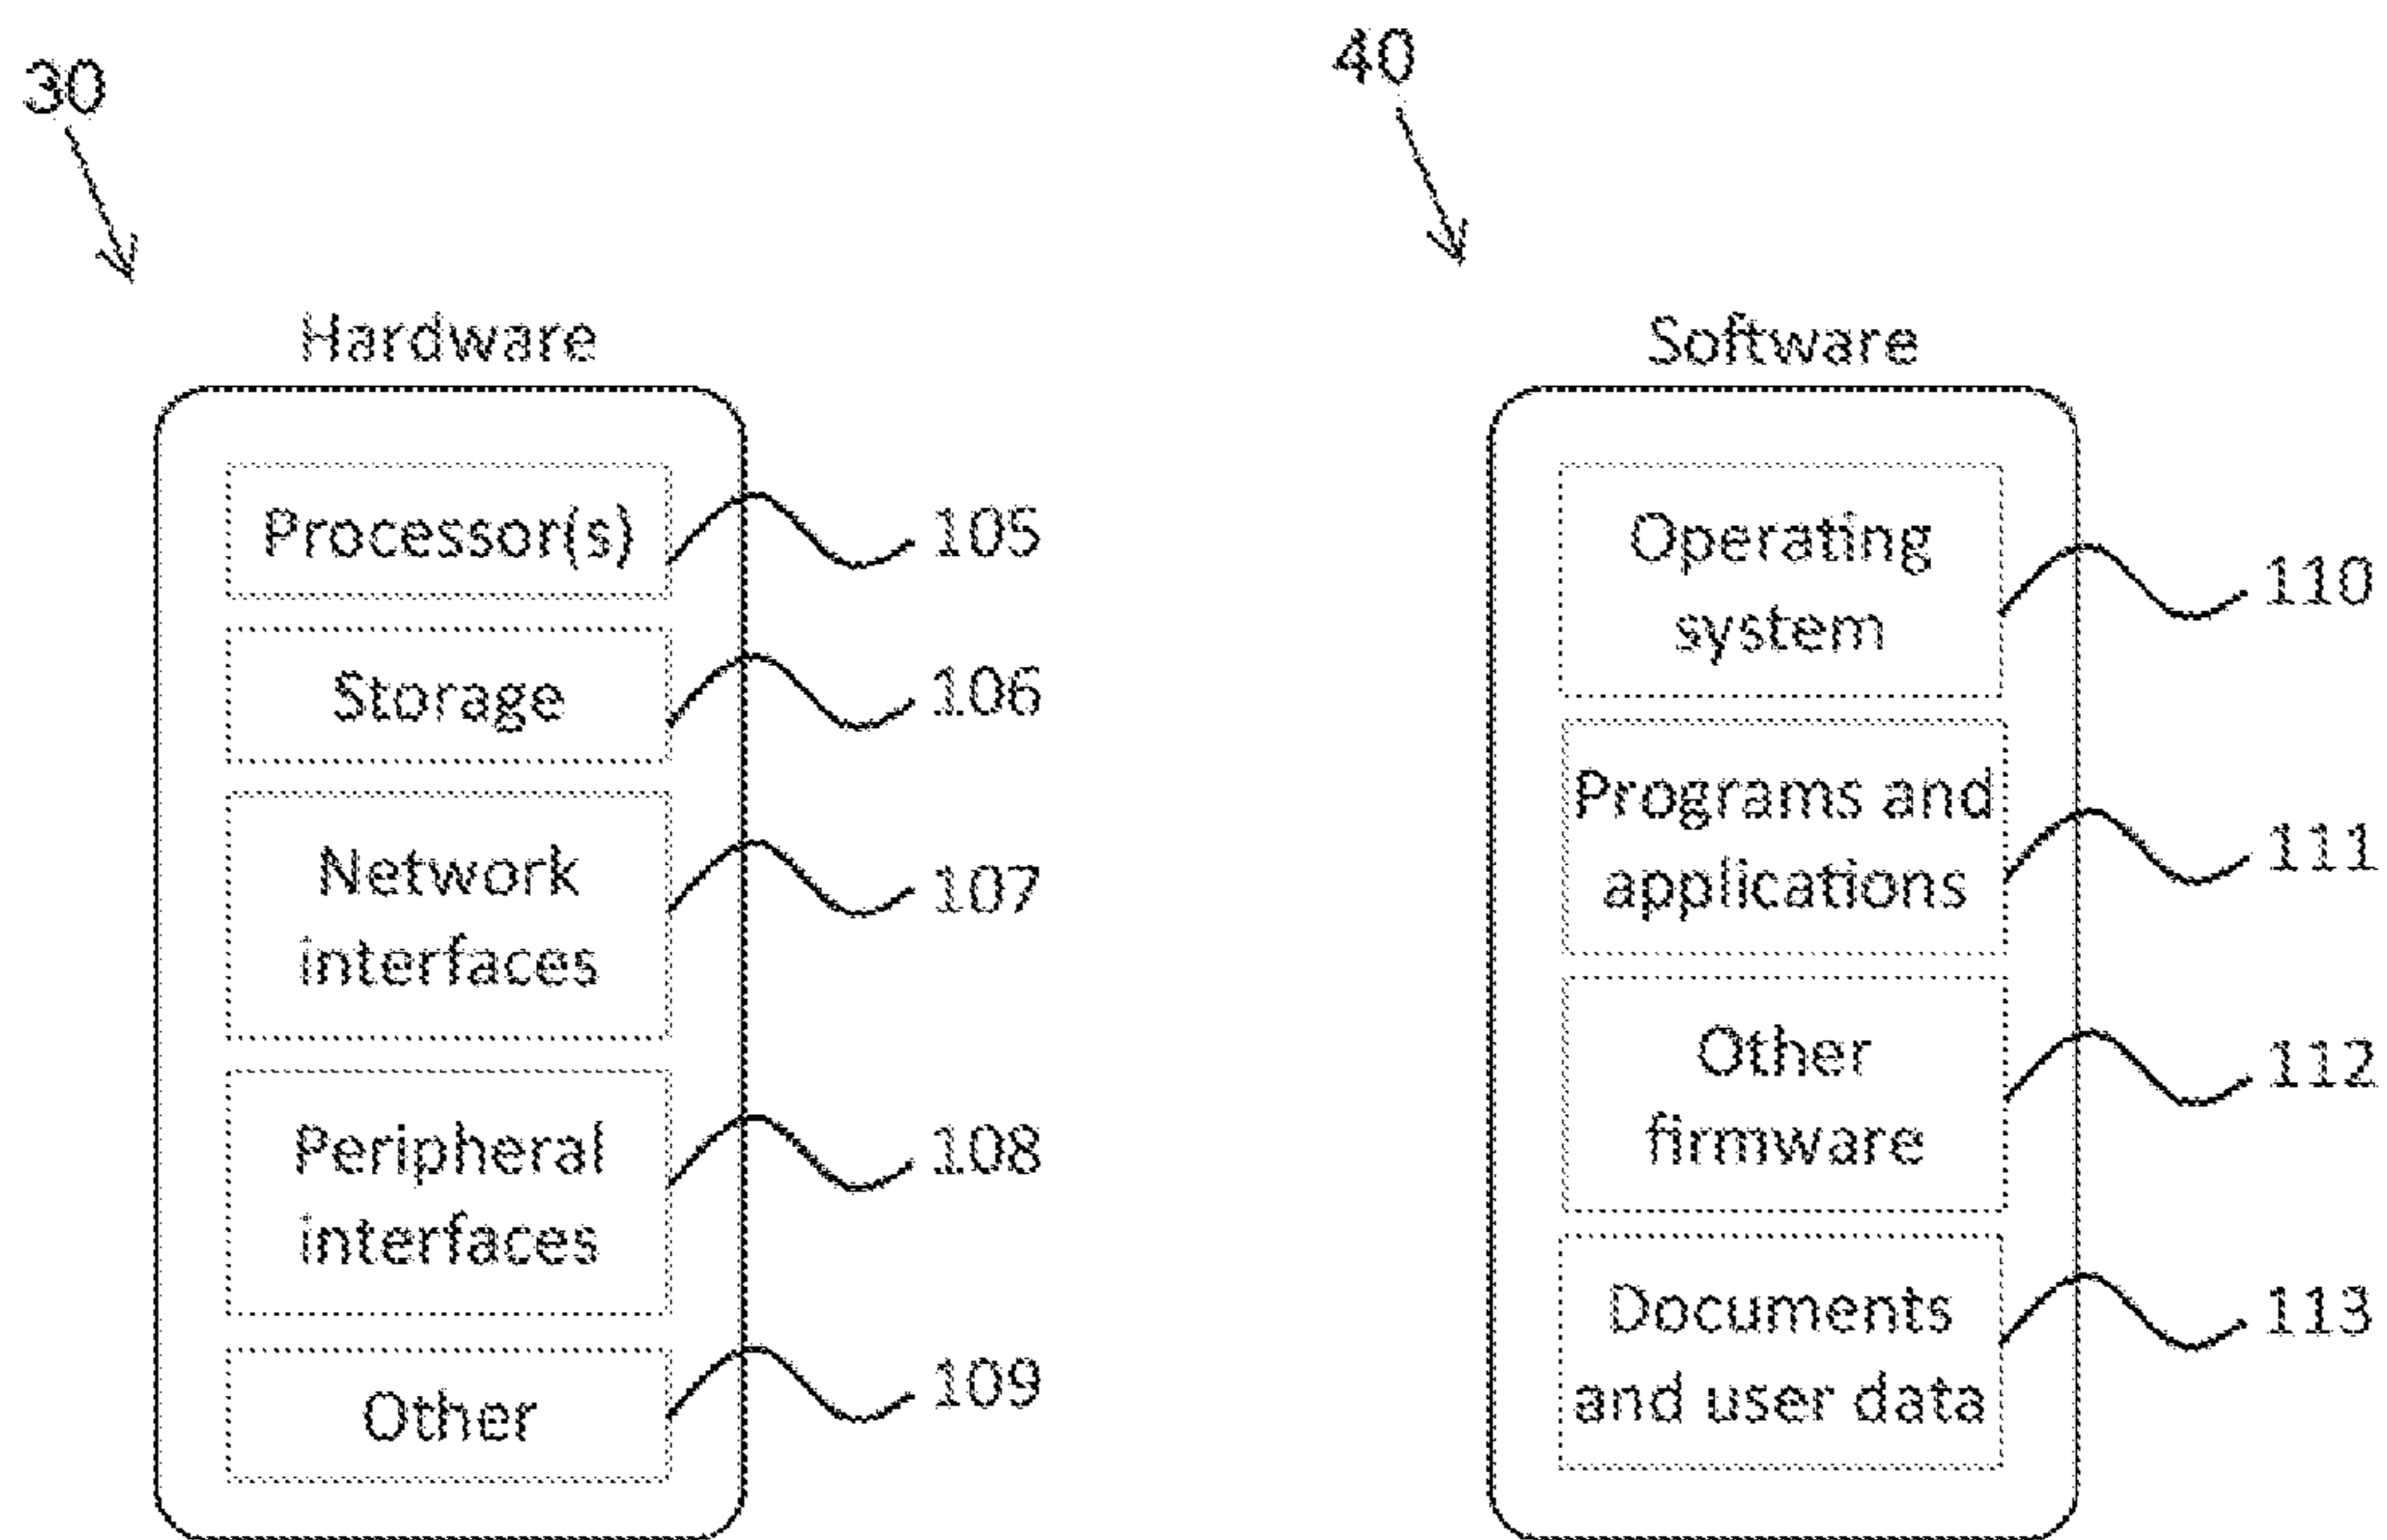 30
Hardware
Processor(s)
105
Storage
106
Network
interfaces
107
Peripheral
interfaces
108
Other
109
40
Software
Operating
system
110
Programs and
applications
111
Other
firmware
112
Documents
and user data
113